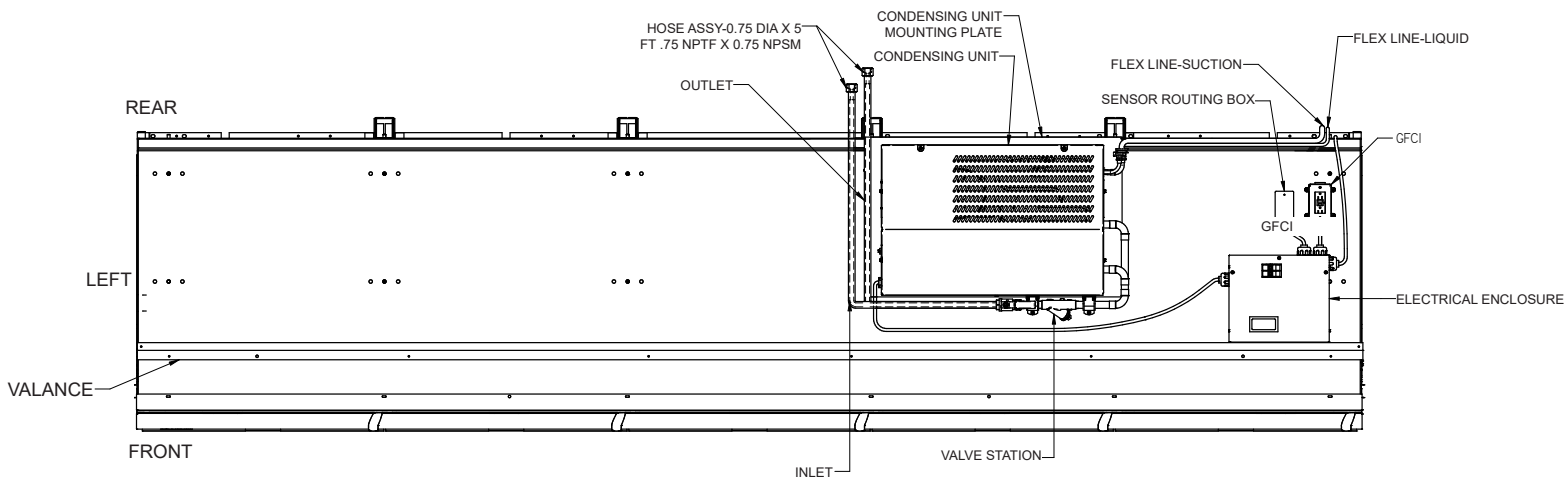 HOSE ASSY-0.75 DIA X 5
FT .75 NPTF X 0.75 NPSM
CONDENSING UNIT
MOUNTING PLATE
CONDENSING UNIT
FLEX LINE-LIQUID
FLEX LINE-SUCTION
OUTLET
SENSOR ROUTING BOX
REAR
GFCI
GFCI
LEFT
ELECTRICAL ENCLOSURE
VALANCE
FRONT
VALVE STATION
INLET